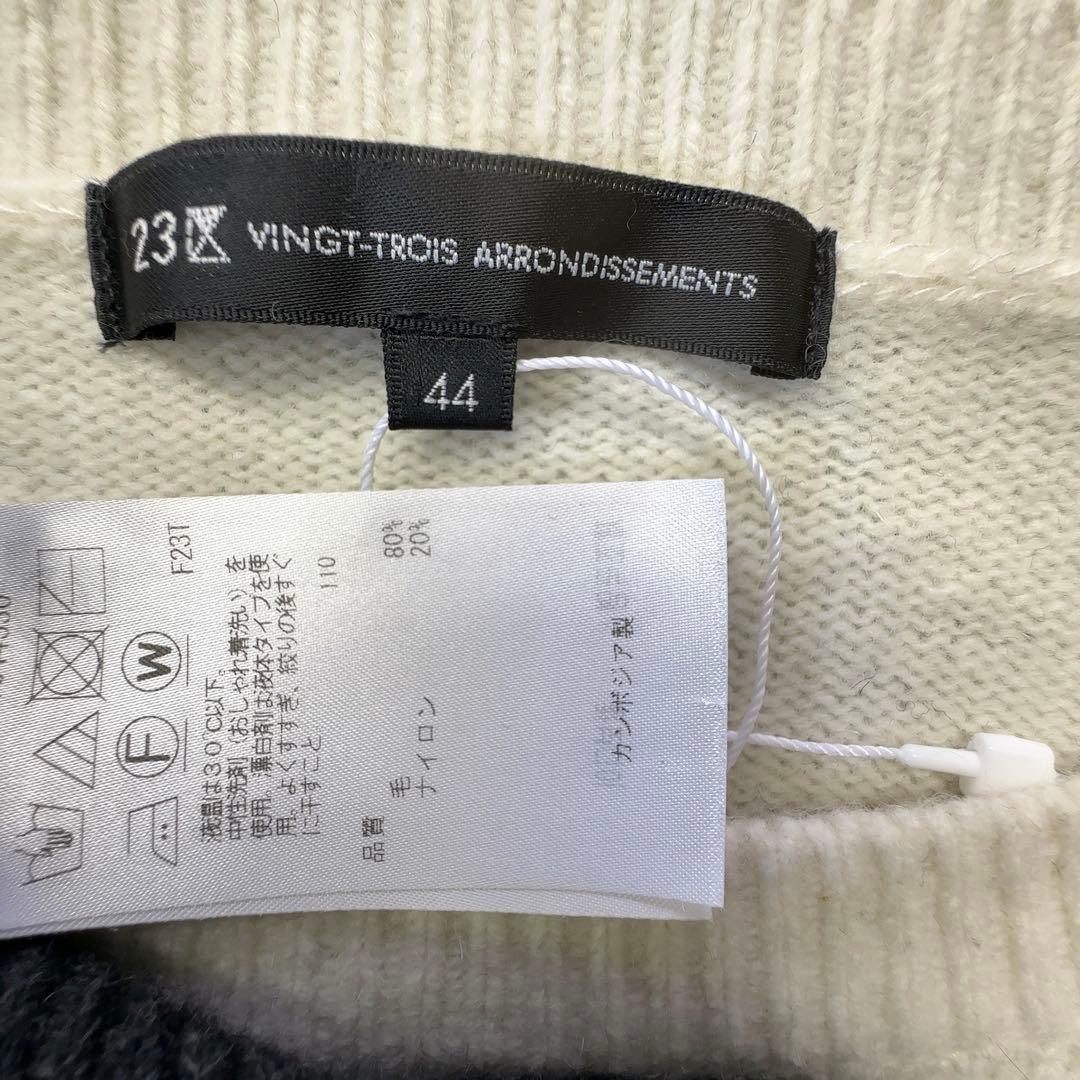 23区 VINGT-TROIS ARRONDISSEMENTS
44
F W
F23T
液温は30℃以下。
中性洗剤(おしゃれ着洗い)を
使用。漂白剤は液体タイプを使
用。よくすすぎ、絞りの後すぐ
に干すこと
110
品質
毛 80%
ナイロン 20%
カンボジア製